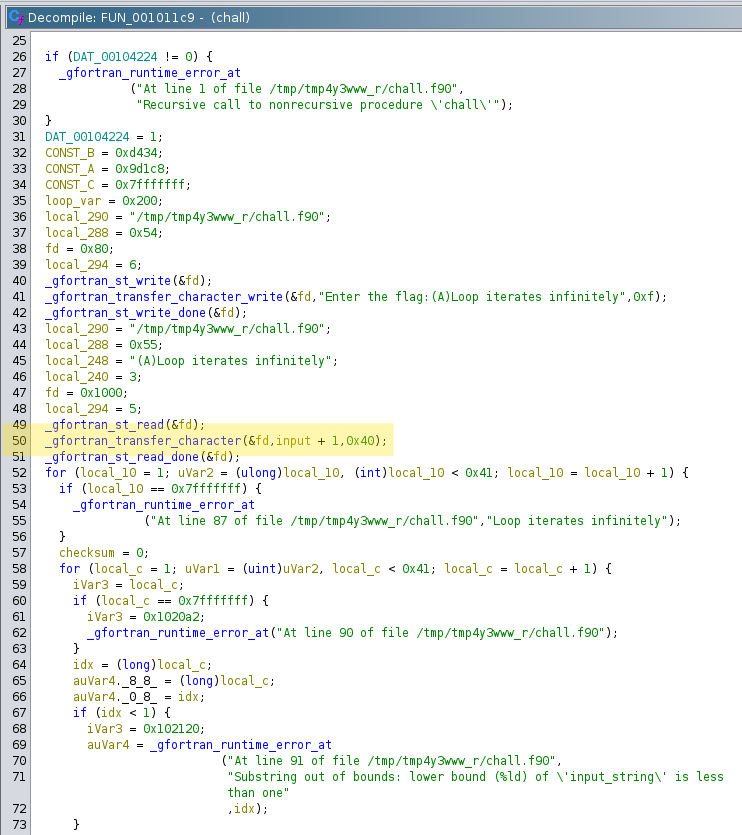 Decompile: FUN_001011c9 - (chall)
25
26 if (DAT_00104224 != 0) {
27 _gfortran_runtime_error_at
28 ("At line 1 of file /tmp/tmp4y3www_r/chall.f90",
29 "Recursive call to nonrecursive procedure \'chall\'");
30 }
31 DAT_00104224 = 1;
32 CONST_B = 0xd434;
33 CONST_A = 0x9d1c8;
34 CONST_C = 0x7fffffff;
35 loop_var = 0x200;
36 local_290 = "/tmp/tmp4y3www_r/chall.f90";
37 local_288 = 0x54;
38 fd = 0x80;
39 local_294 = 6;
40 _gfortran_st_write(&fd);
41 _gfortran_transfer_character_write(&fd,"Enter the flag:(A)Loop iterates infinitely",0xf);
42 _gfortran_st_write_done(&fd);
43 local_290 = "/tmp/tmp4y3www_r/chall.f90";
44 local_288 = 0x55;
45 local_248 = "(A)Loop iterates infinitely";
46 local_240 = 3;
47 fd = 0x1000;
48 local_294 = 5;
49 _gfortran_st_read(&fd);
50 _gfortran_transfer_character(&fd,input + 1,0x40);
51 _gfortran_st_read_done(&fd);
52 for (local_10 = 1; uVar2 = (ulong)local_10, (int)local_10 < 0x41; local_10 = local_10 + 1) {
53 if (local_10 == 0x7fffffff) {
54 _gfortran_runtime_error_at
55 ("At line 87 of file /tmp/tmp4y3www_r/chall.f90","Loop iterates infinitely");
56 }
57 checksum = 0;
58 for (local_c = 1; uVar1 = (uint)uVar2, local_c < 0x41; local_c = local_c + 1) {
59 iVar3 = local_c;
60 if (local_c == 0x7fffffff) {
61 iVar3 = 0x1020a2;
62 _gfortran_runtime_error_at("At line 90 of file /tmp/tmp4y3www_r/chall.f90");
63 }
64 idx = (long)local_c;
65 auVar4._8_8_ = (long)local_c;
66 auVar4._0_8_ = idx;
67 if (idx < 1) {
68 iVar3 = 0x102120;
69 auVar4 = _gfortran_runtime_error_at
70 ("At line 91 of file /tmp/tmp4y3www_r/chall.f90",
71 "Substring out of bounds: lower bound (%ld) of \'input_string\' is less
than one"
72 ,idx);
73 }